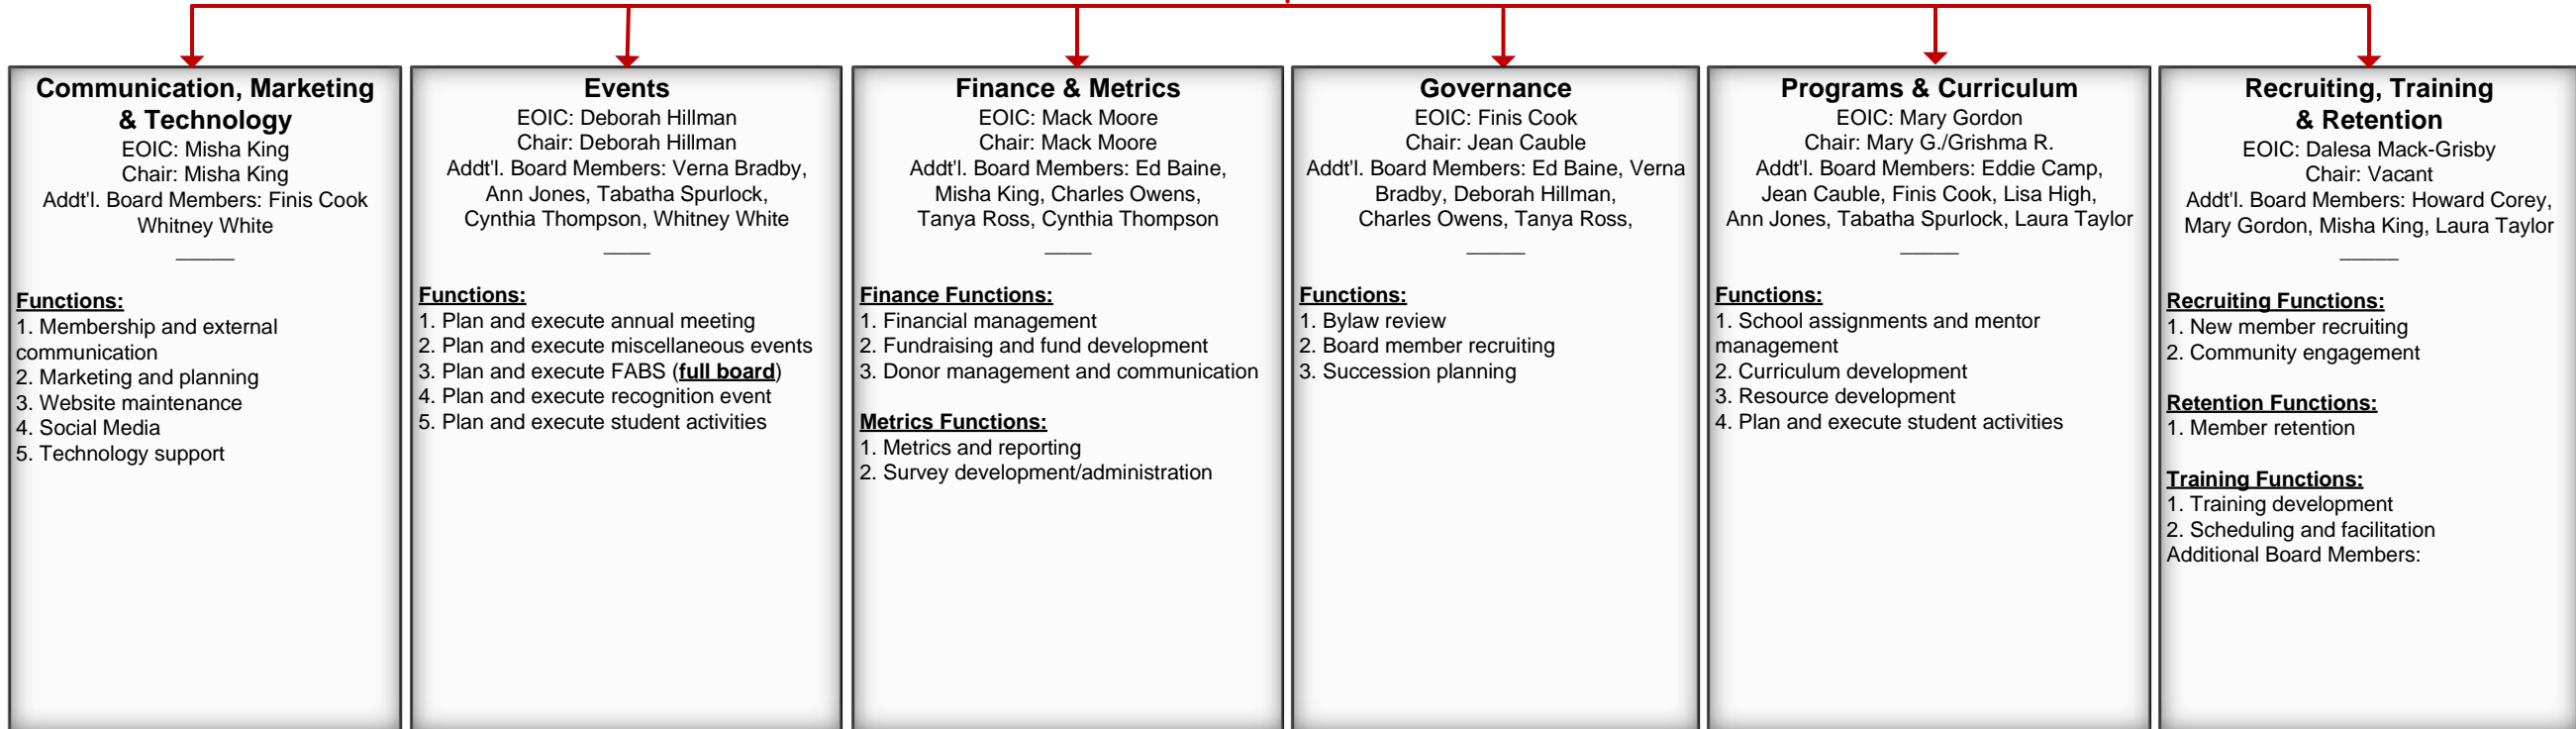 Communication, Marketing
& Technology
EOIC: Misha King
Chair: Misha King
Addt'l. Board Members: Finis Cook
Whitney White
_____
Functions:
1. Membership and external
communication
2. Marketing and planning
3. Website maintenance
4. Social Media
5. Technology support
Events
EOIC: Deborah Hillman
Chair: Deborah Hillman
Addt'l. Board Members: Verna Bradby,
Ann Jones, Tabatha Spurlock,
Cynthia Thompson, Whitney White
____
Functions:
1. Plan and execute annual meeting
2. Plan and execute miscellaneous events
3. Plan and execute FABS (full board)
4. Plan and execute recognition event
5. Plan and execute student activities
Finance & Metrics
EOIC: Mack Moore
Chair: Mack Moore
Addt'l. Board Members: Ed Baine,
Misha King, Charles Owens,
Tanya Ross, Cynthia Thompson
____
Finance Functions:
1. Financial management
2. Fundraising and fund development
3. Donor management and communication
Metrics Functions:
1. Metrics and reporting
2. Survey development/administration
Governance
EOIC: Finis Cook
Chair: Jean Cauble
Addt'l. Board Members: Ed Baine, Verna
Bradby, Deborah Hillman,
Charles Owens, Tanya Ross,
_____
Functions:
1. Bylaw review
2. Board member recruiting
3. Succession planning
Programs & Curriculum
EOIC: Mary Gordon
Chair: Mary G./Grishma R.
Addt'l. Board Members: Eddie Camp,
Jean Cauble, Finis Cook, Lisa High,
Ann Jones, Tabatha Spurlock, Laura Taylor
_____
Functions:
1. School assignments and mentor
management
2. Curriculum development
3. Resource development
4. Plan and execute student activities
Recruiting, Training
& Retention
EOIC: Dalesa Mack-Grisby
Chair: Vacant
Addt'l. Board Members: Howard Corey,
Mary Gordon, Misha King, Laura Taylor
_____
Recruiting Functions:
1. New member recruiting
2. Community engagement
Retention Functions:
1. Member retention
Training Functions:
1. Training development
2. Scheduling and facilitation
Additional Board Members: